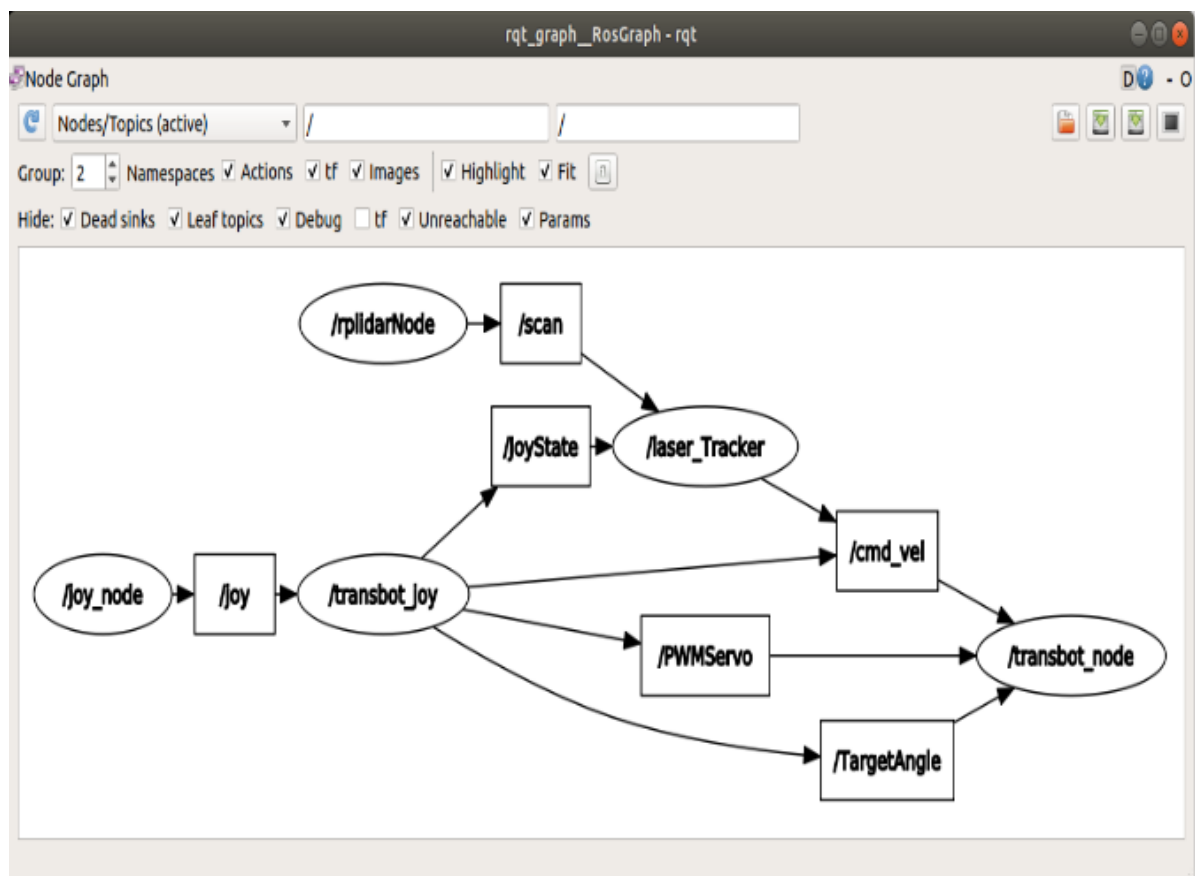 rqt_graph__RosGraph - rqt
Node Graph
D - O
Nodes/Topics (active) / /
Group: 2 Namespaces Actions tf Images Highlight Fit
Hide: Dead sinks Leaf topics Debug tf Unreachable Params
/rplidarNode
/scan
/JoyState
/laser_Tracker
/cmd_vel
/joy_node
/joy
/transbot_joy
/PWMServo
/transbot_node
/TargetAngle